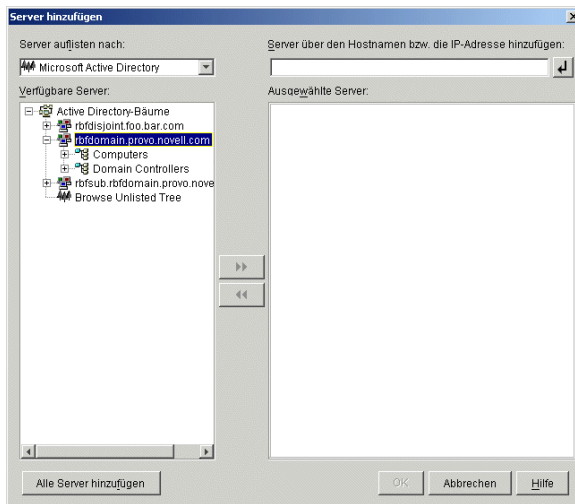 Server hinzufügen
Server auflisten nach:
Microsoft Active Directory
Server über den Hostnamen bzw. die IP-Adresse hinzufügen:
Verfügbare Server:
Ausgewählte Server:
Active Directory-Bäume
rbfdisjoint.foo.bar.com
rbfdomain.provo.novell.com
Computers
Domain Controllers
rbfsub.rbfdomain.provo.nove
Browse Unlisted Tree
Alle Server hinzufügen
OK
Abbrechen
Hilfe